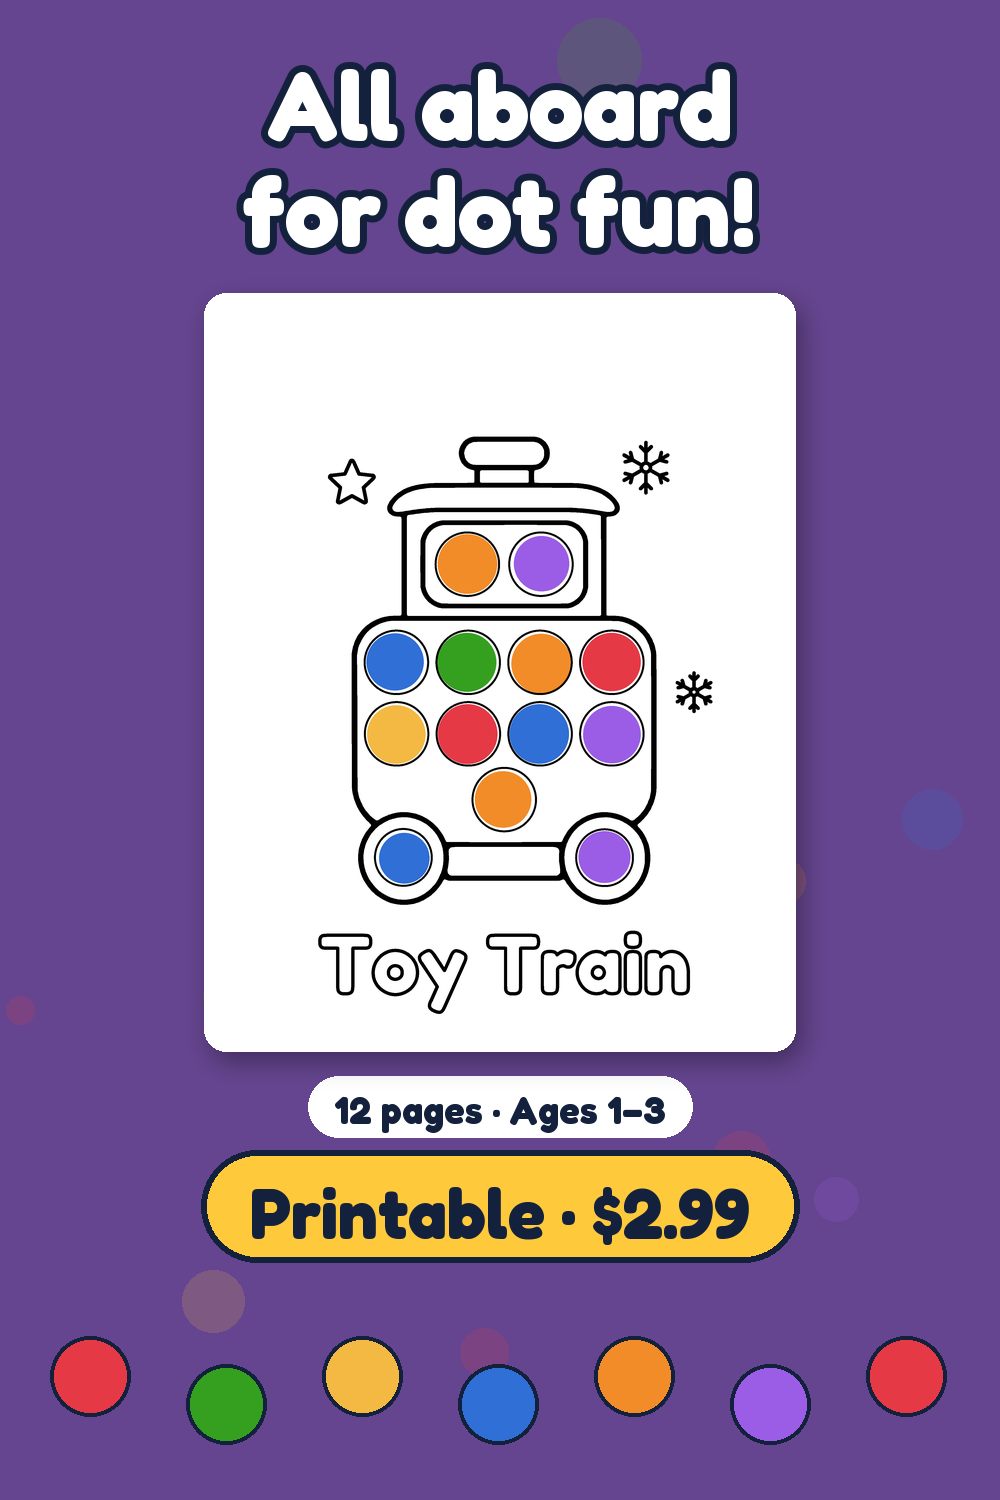 All aboard
for dot fun!
Toy Train
12 pages · Ages 1–3
Printable · $2.99